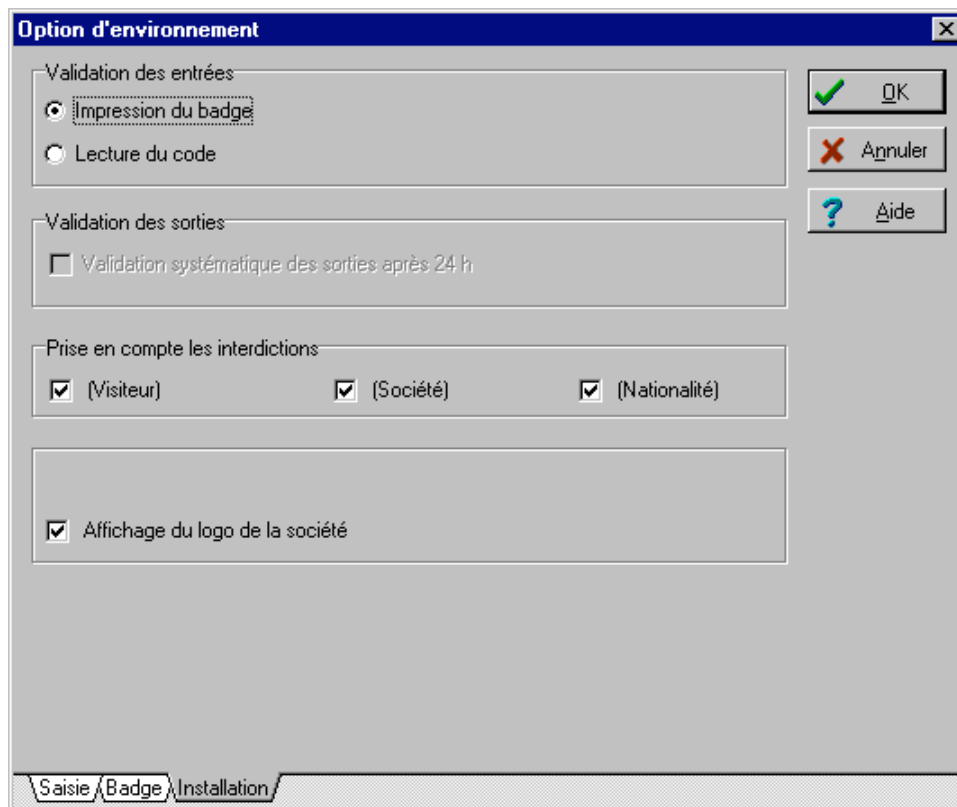 Option d'environnement
Validation des entrées
Impression du badge
Lecture du code
OK
Annuler
Aide
Validation des sorties
Validation systématique des sorties après 24 h
Prise en compte les interdictions
(Visiteur) (Société) (Nationalité)
Affichage du logo de la société
Saisie Badge Installation